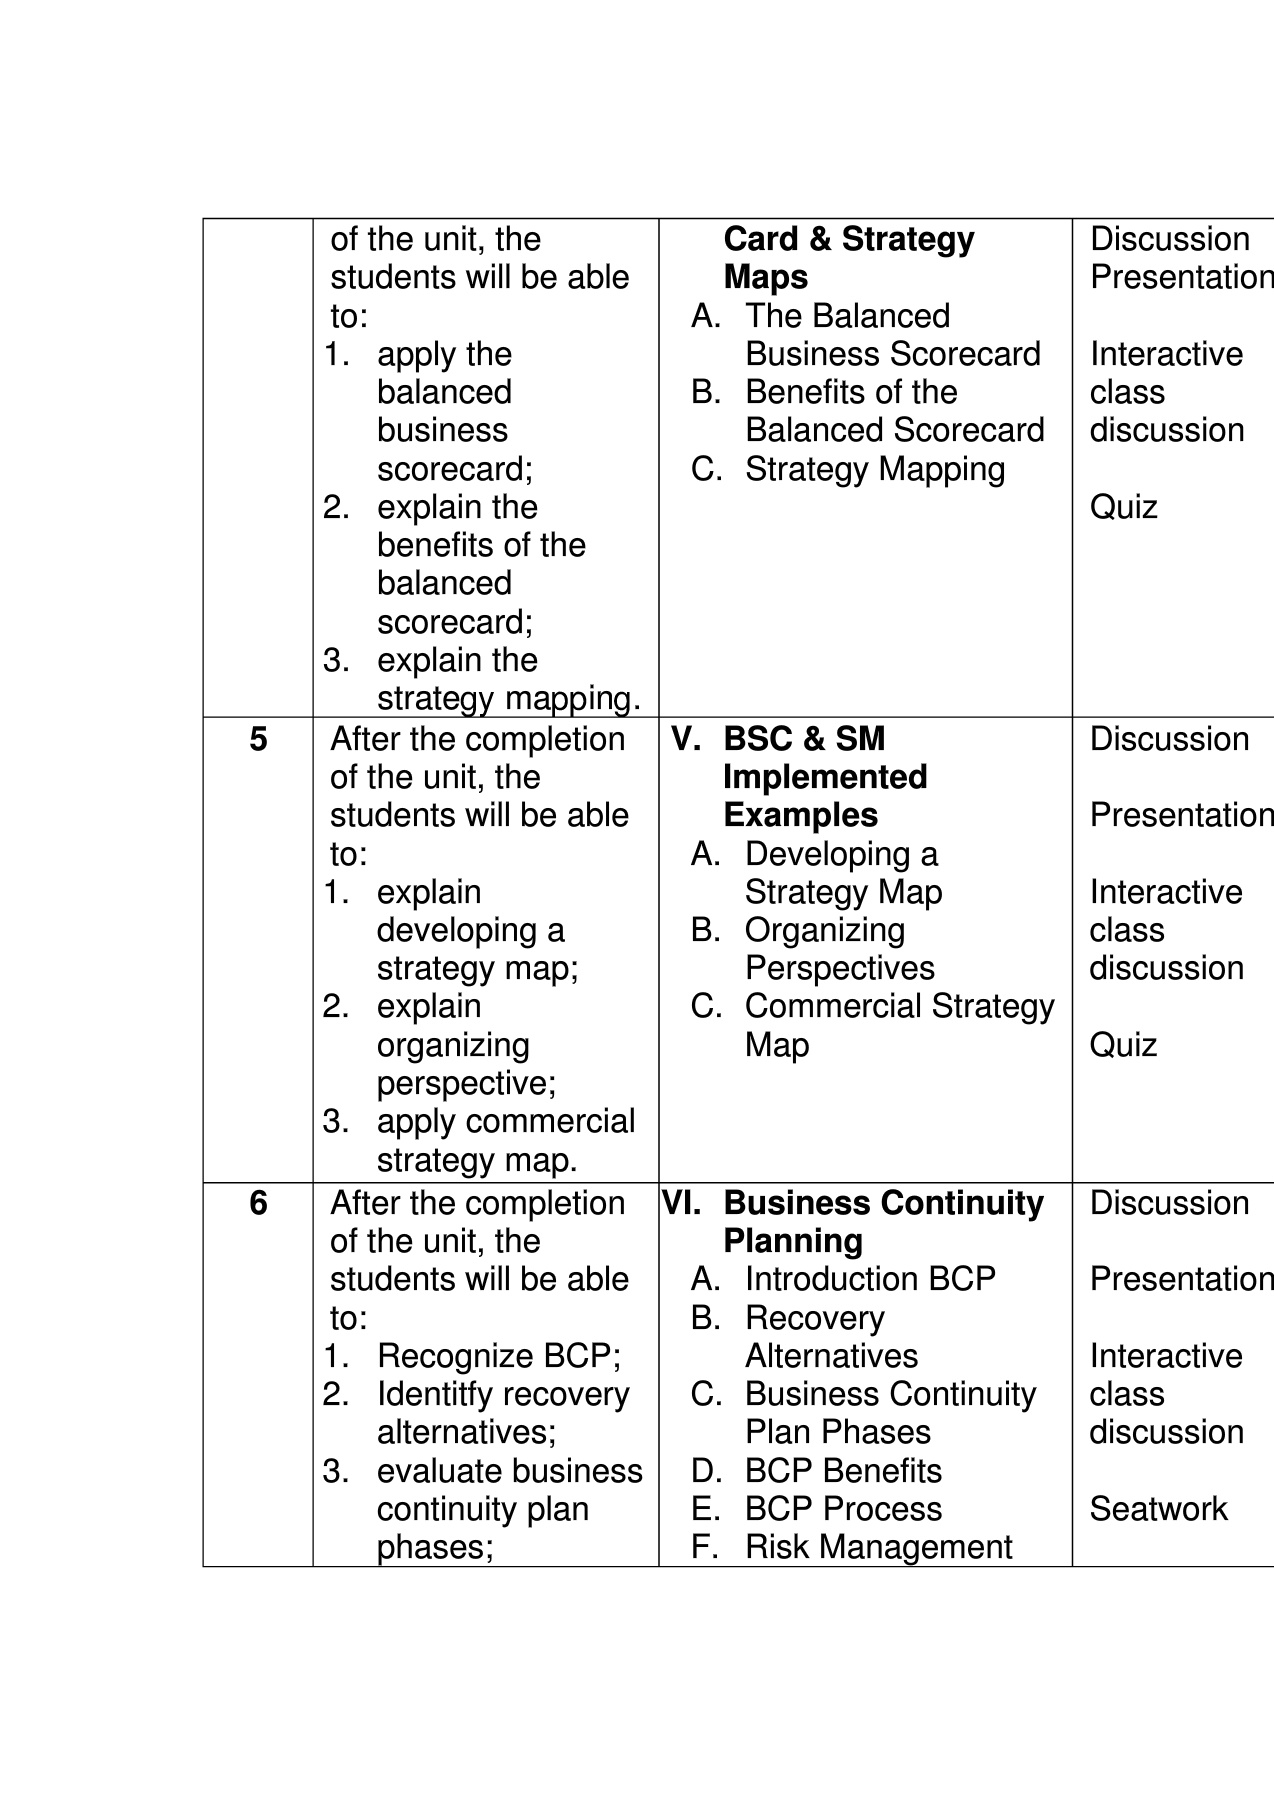 of the unit, the
students will be able
to:
1. apply the
balanced
business
scorecard;
2. explain the
benefits of the
balanced
scorecard;
3. explain the
strategy mapping.
Card & Strategy
Maps
A. The Balanced
Business Scorecard
B. Benefits of the
Balanced Scorecard
C. Strategy Mapping
Discussion
Presentation
Interactive
class
discussion
Quiz
5
After the completion
of the unit, the
students will be able
to:
1. explain
developing a
strategy map;
2. explain
organizing
perspective;
3. apply commercial
strategy map.
V. BSC & SM
Implemented
Examples
A. Developing a
Strategy Map
B. Organizing
Perspectives
C. Commercial Strategy
Map
Discussion
Presentation
Interactive
class
discussion
Quiz
6
After the completion
of the unit, the
students will be able
to:
1. Recognize BCP;
2. Identitfy recovery
alternatives;
3. evaluate business
continuity plan
phases;
VI. Business Continuity
Planning
A. Introduction BCP
B. Recovery
Alternatives
C. Business Continuity
Plan Phases
D. BCP Benefits
E. BCP Process
F. Risk Management
Discussion
Presentation
Interactive
class
discussion
Seatwork